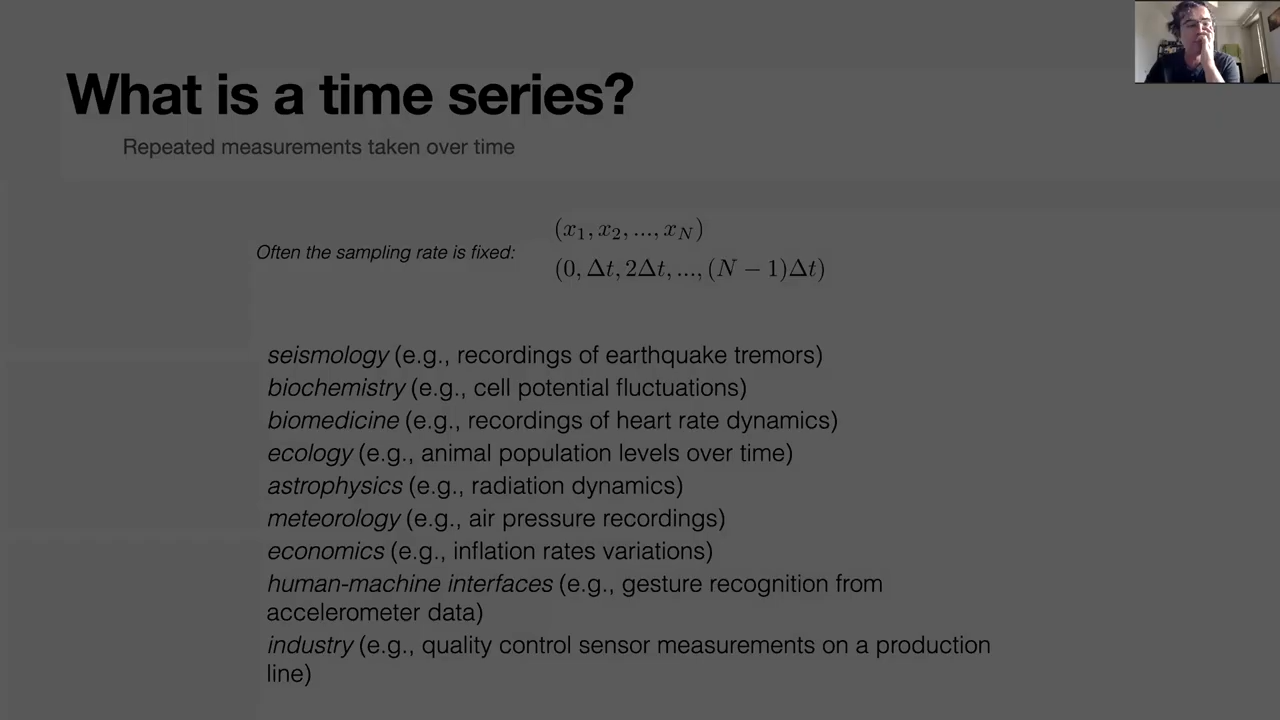 What is a time series?
Repeated measurements taken over time
Often the sampling rate is fixed:
(x₁, x₂, ..., x_N)
(0, Δt, 2Δt, ..., (N − 1)Δt)
seismology (e.g., recordings of earthquake tremors)
biochemistry (e.g., cell potential fluctuations)
biomedicine (e.g., recordings of heart rate dynamics)
ecology (e.g., animal population levels over time)
astrophysics (e.g., radiation dynamics)
meteorology (e.g., air pressure recordings)
economics (e.g., inflation rates variations)
human-machine interfaces (e.g., gesture recognition from
accelerometer data)
industry (e.g., quality control sensor measurements on a production
line)